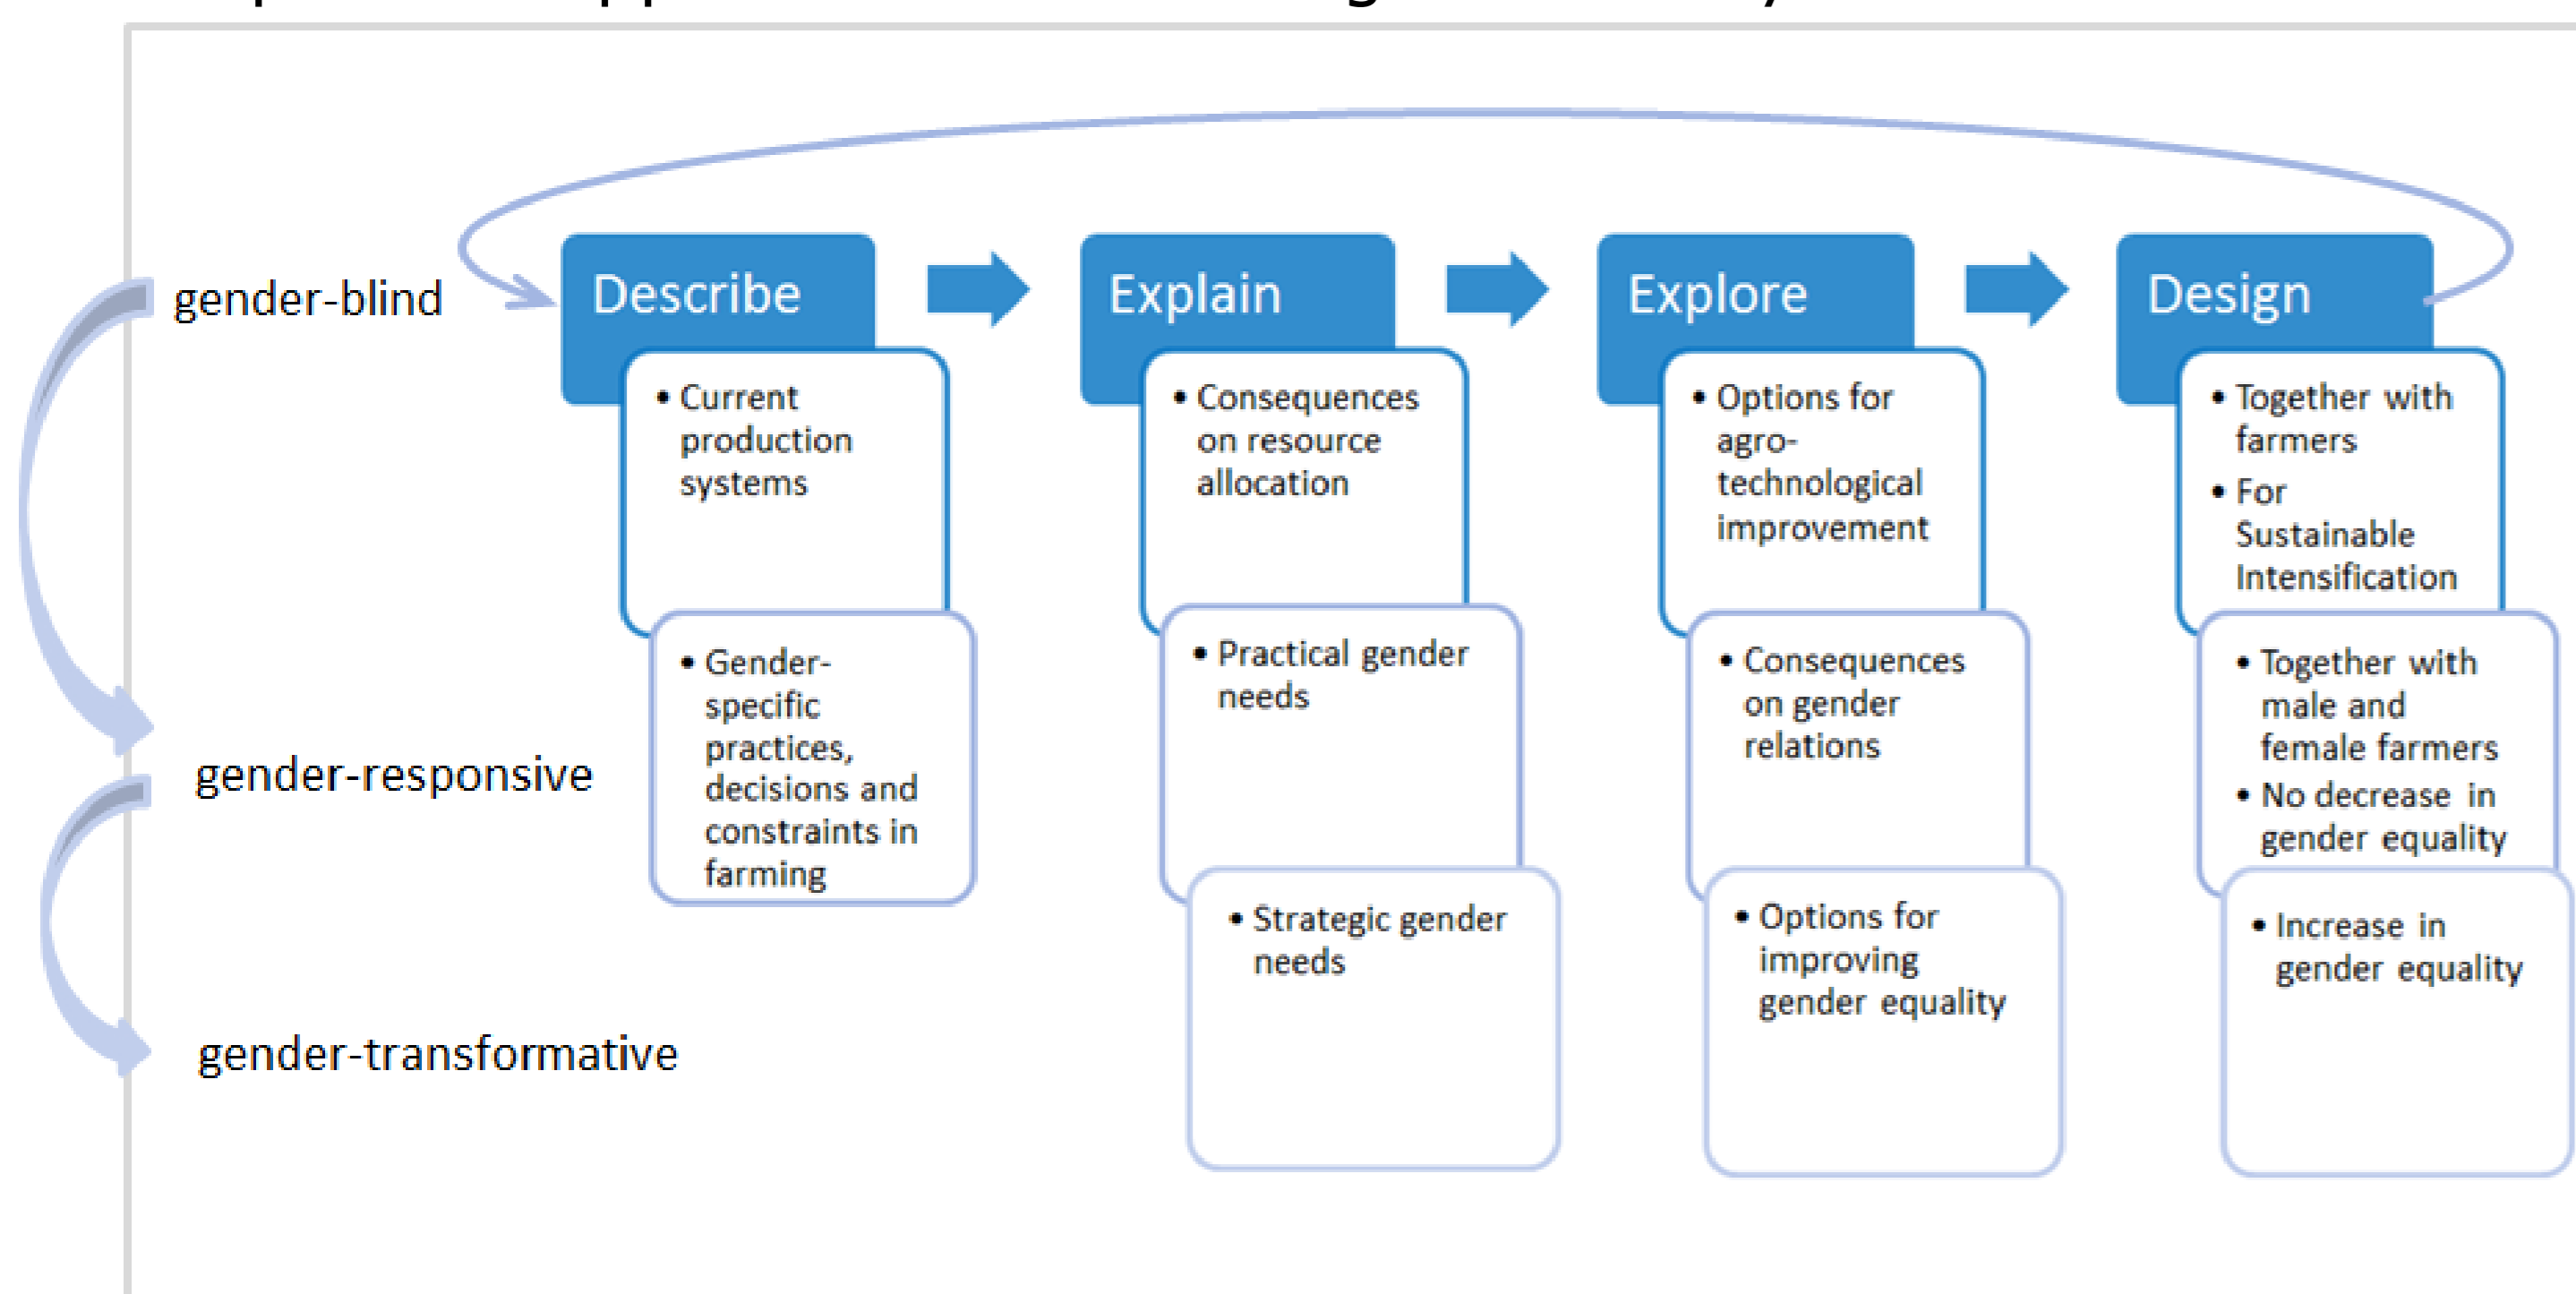 gender-blind
Describe
Explain
Explore
Design
• Current
production
systems
• Consequences
on resource
allocation
• Options for
agro-
technological
improvement
• Together with
farmers
• For
Sustainable
Intensification
gender-responsive
• Gender-
specific
practices,
decisions and
constraints in
farming
• Practical gender
needs
• Consequences
on gender
relations
• Together with
male and
female farmers
• No decrease in
gender equality
gender-transformative
• Strategic gender
needs
• Options for
improving
gender equality
• Increase in
gender equality